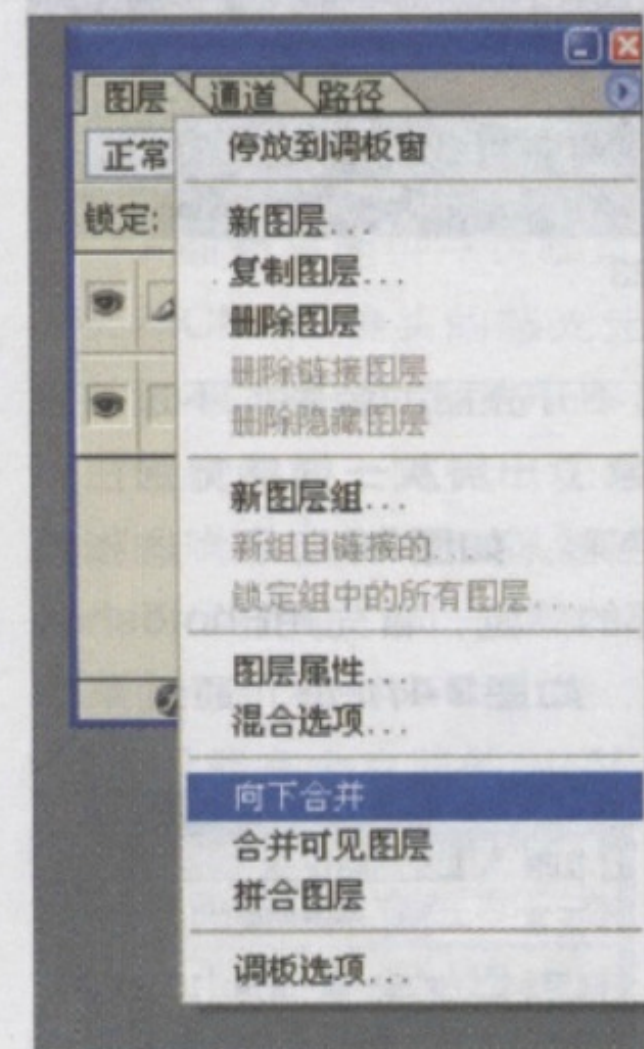 图层 通道 路径
正常
锁定:
停放到调板窗
新图层...
复制图层...
删除图层
删除链接图层
删除隐藏图层
新图层组...
新组自链接的
锁定组中的所有图层...
图层属性...
混合选项...
向下合并
合并可见图层
拼合图层
调板选项...